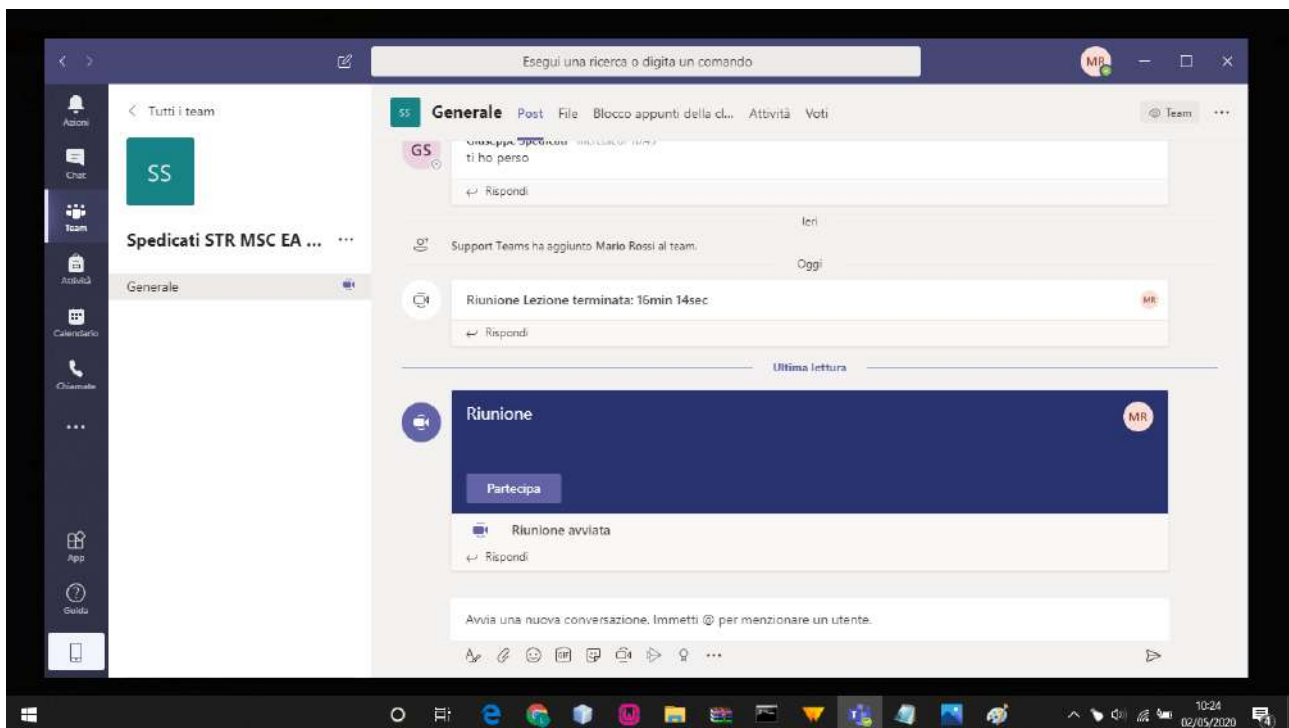 Esegui una ricerca o digita un comando
MR
Azioni
Chat
Team
Attività
Calendario
Chiamate
App
Guida
Tutti i team
SS
Spedicati STR MSC EA ...
Generale
SS Generale Post File Blocco appunti della cl... Attività Voti
Team
GS
Giuseppe Spedicati
ti ho perso
Rispondi
Ieri
Support Teams ha aggiunto Mario Rossi al team.
Oggi
Riunione Lezione terminata: 16min 14sec
MR
Rispondi
Ultima lettura
Riunione
MR
Partecipa
Riunione avviata
Rispondi
Avvia una nuova conversazione. Immetti @ per menzionare un utente.
GIF
10:24
02/05/2020